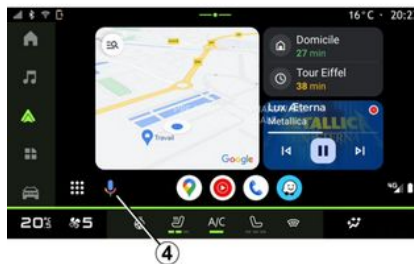 16°C · 20:2
Domicile
27 min
Tour Eiffel
38 min
Travail
Google
Lux Æterna
Metallica
4G
20.5
5
A/C
4